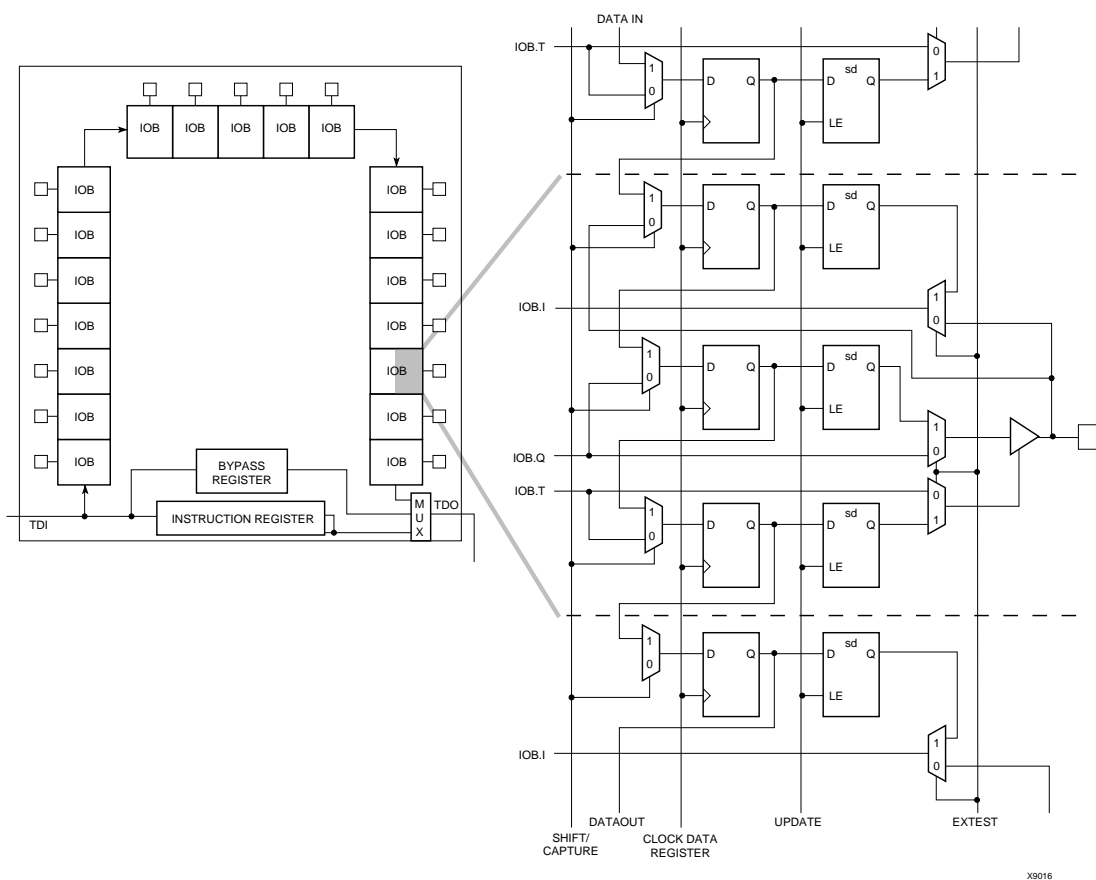 DATA IN
IOB.T
1
0
D Q
D sd Q
LE
0
1
IOB IOB IOB IOB IOB
IOB
IOB
IOB
IOB
IOB
IOB
IOB
IOB
IOB
IOB
IOB
IOB
IOB
IOB
BYPASS
REGISTER
INSTRUCTION REGISTER
TDI
M
U
X
TDO
1
0
D Q
D sd Q
LE
IOB.I
1
0
1
0
D Q
D sd Q
LE
1
0
IOB.Q
IOB.T
0
1
1
0
D Q
D sd Q
LE
1
0
D Q
D sd Q
LE
IOB.I
1
0
SHIFT/
CAPTURE
DATAOUT
CLOCK DATA
REGISTER
UPDATE
EXTEST
X9016